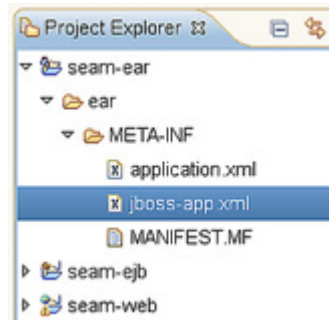 Project Explorer
seam-ear
ear
META-INF
application.xml
jboss-app.xml
MANIFEST.MF
seam-ejb
seam-web